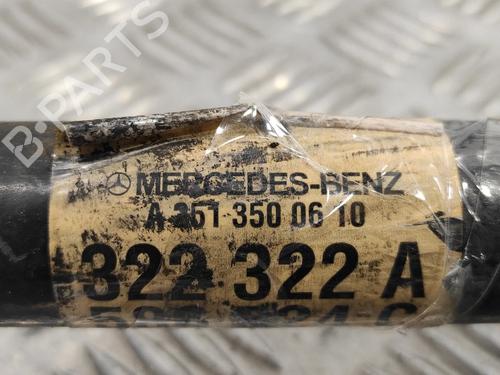 B-PARTS
MERCEDES-BENZ
A 251 350 06 10
322 322 A